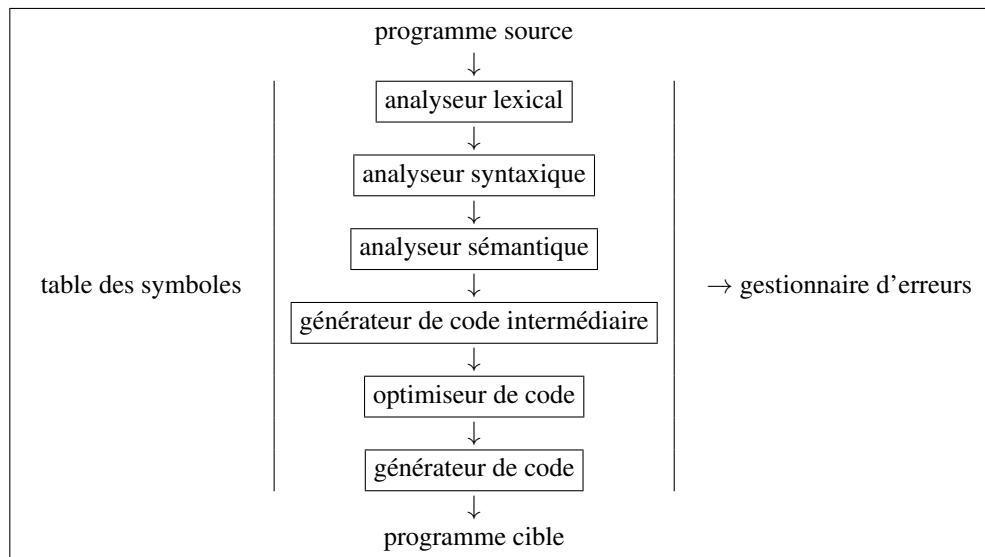 programme source
↓
analyseur lexical
↓
analyseur syntaxique
↓
analyseur sémantique
↓
table des symboles
→ gestionnaire d'erreurs
générateur de code intermédiaire
↓
optimiseur de code
↓
générateur de code
↓
programme cible